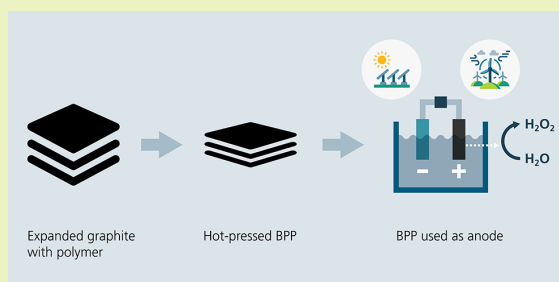 H₂O₂
H₂O
− +
Expanded graphite
with polymer
Hot-pressed BPP
BPP used as anode